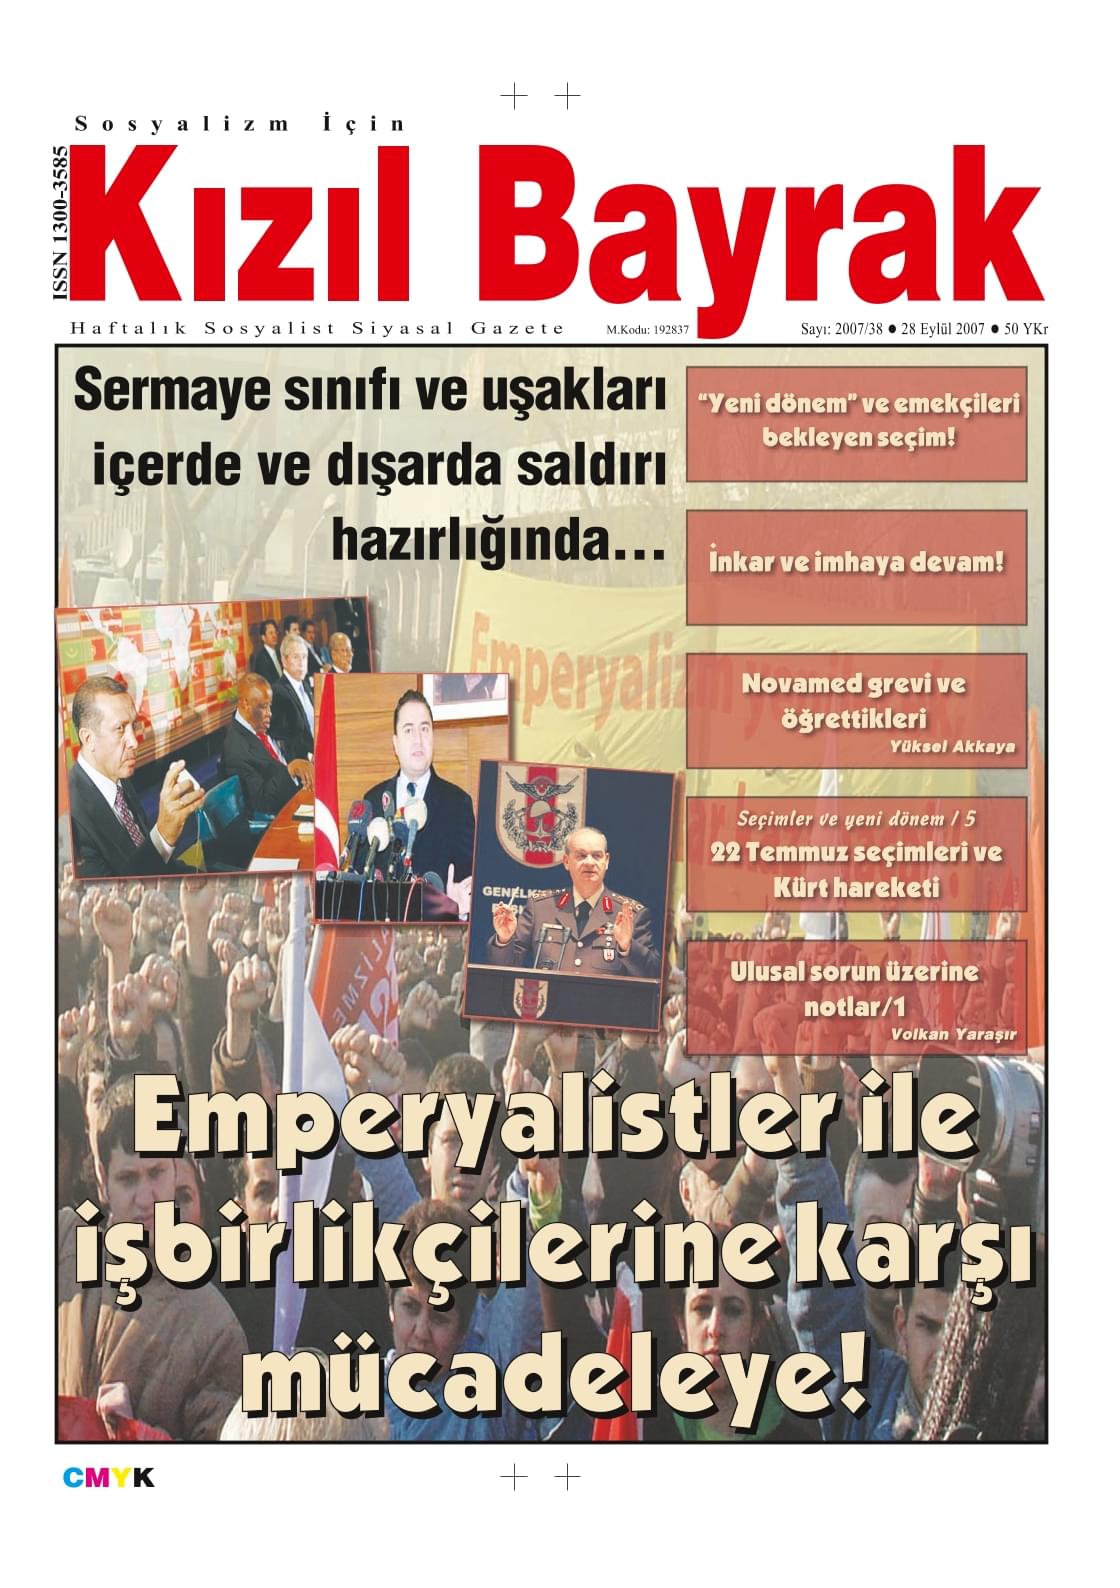 Sosyalizm İçin
ISSN 1300-3585
Kızıl Bayrak
Haftalık Sosyalist Siyasal Gazete
M.Kodu: 192837
Sayı: 2007/38 ● 28 Eylül 2007 ● 50 YKr
Sermaye sınıfı ve uşakları
içerde ve dışarda saldırı
hazırlığında...
“Yeni dönem” ve emekçileri
bekleyen seçim!
İnkar ve imhaya devam!
Novamed grevi ve
öğrettikleri
Yüksel Akkaya
Seçimler ve yeni dönem / 5
22 Temmuz seçimleri ve
Kürt hareketi
Ulusal sorun üzerine
notlar/1
Volkan Yaraşır
Emperyalizm
GENELK
Emperyalistler ile
işbirlikçilerine karşı
mücadeleye!
CMYK